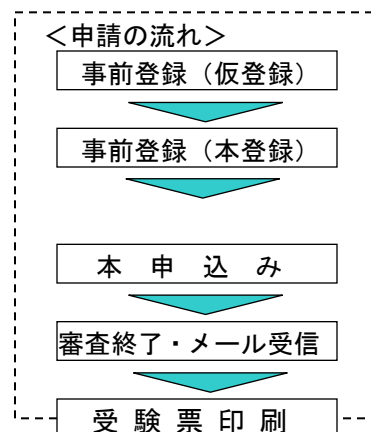 ＜申請の流れ＞
事前登録（仮登録）
事前登録（本登録）
本　申　込　み
審査終了・メール受信
受 験 票 印 刷